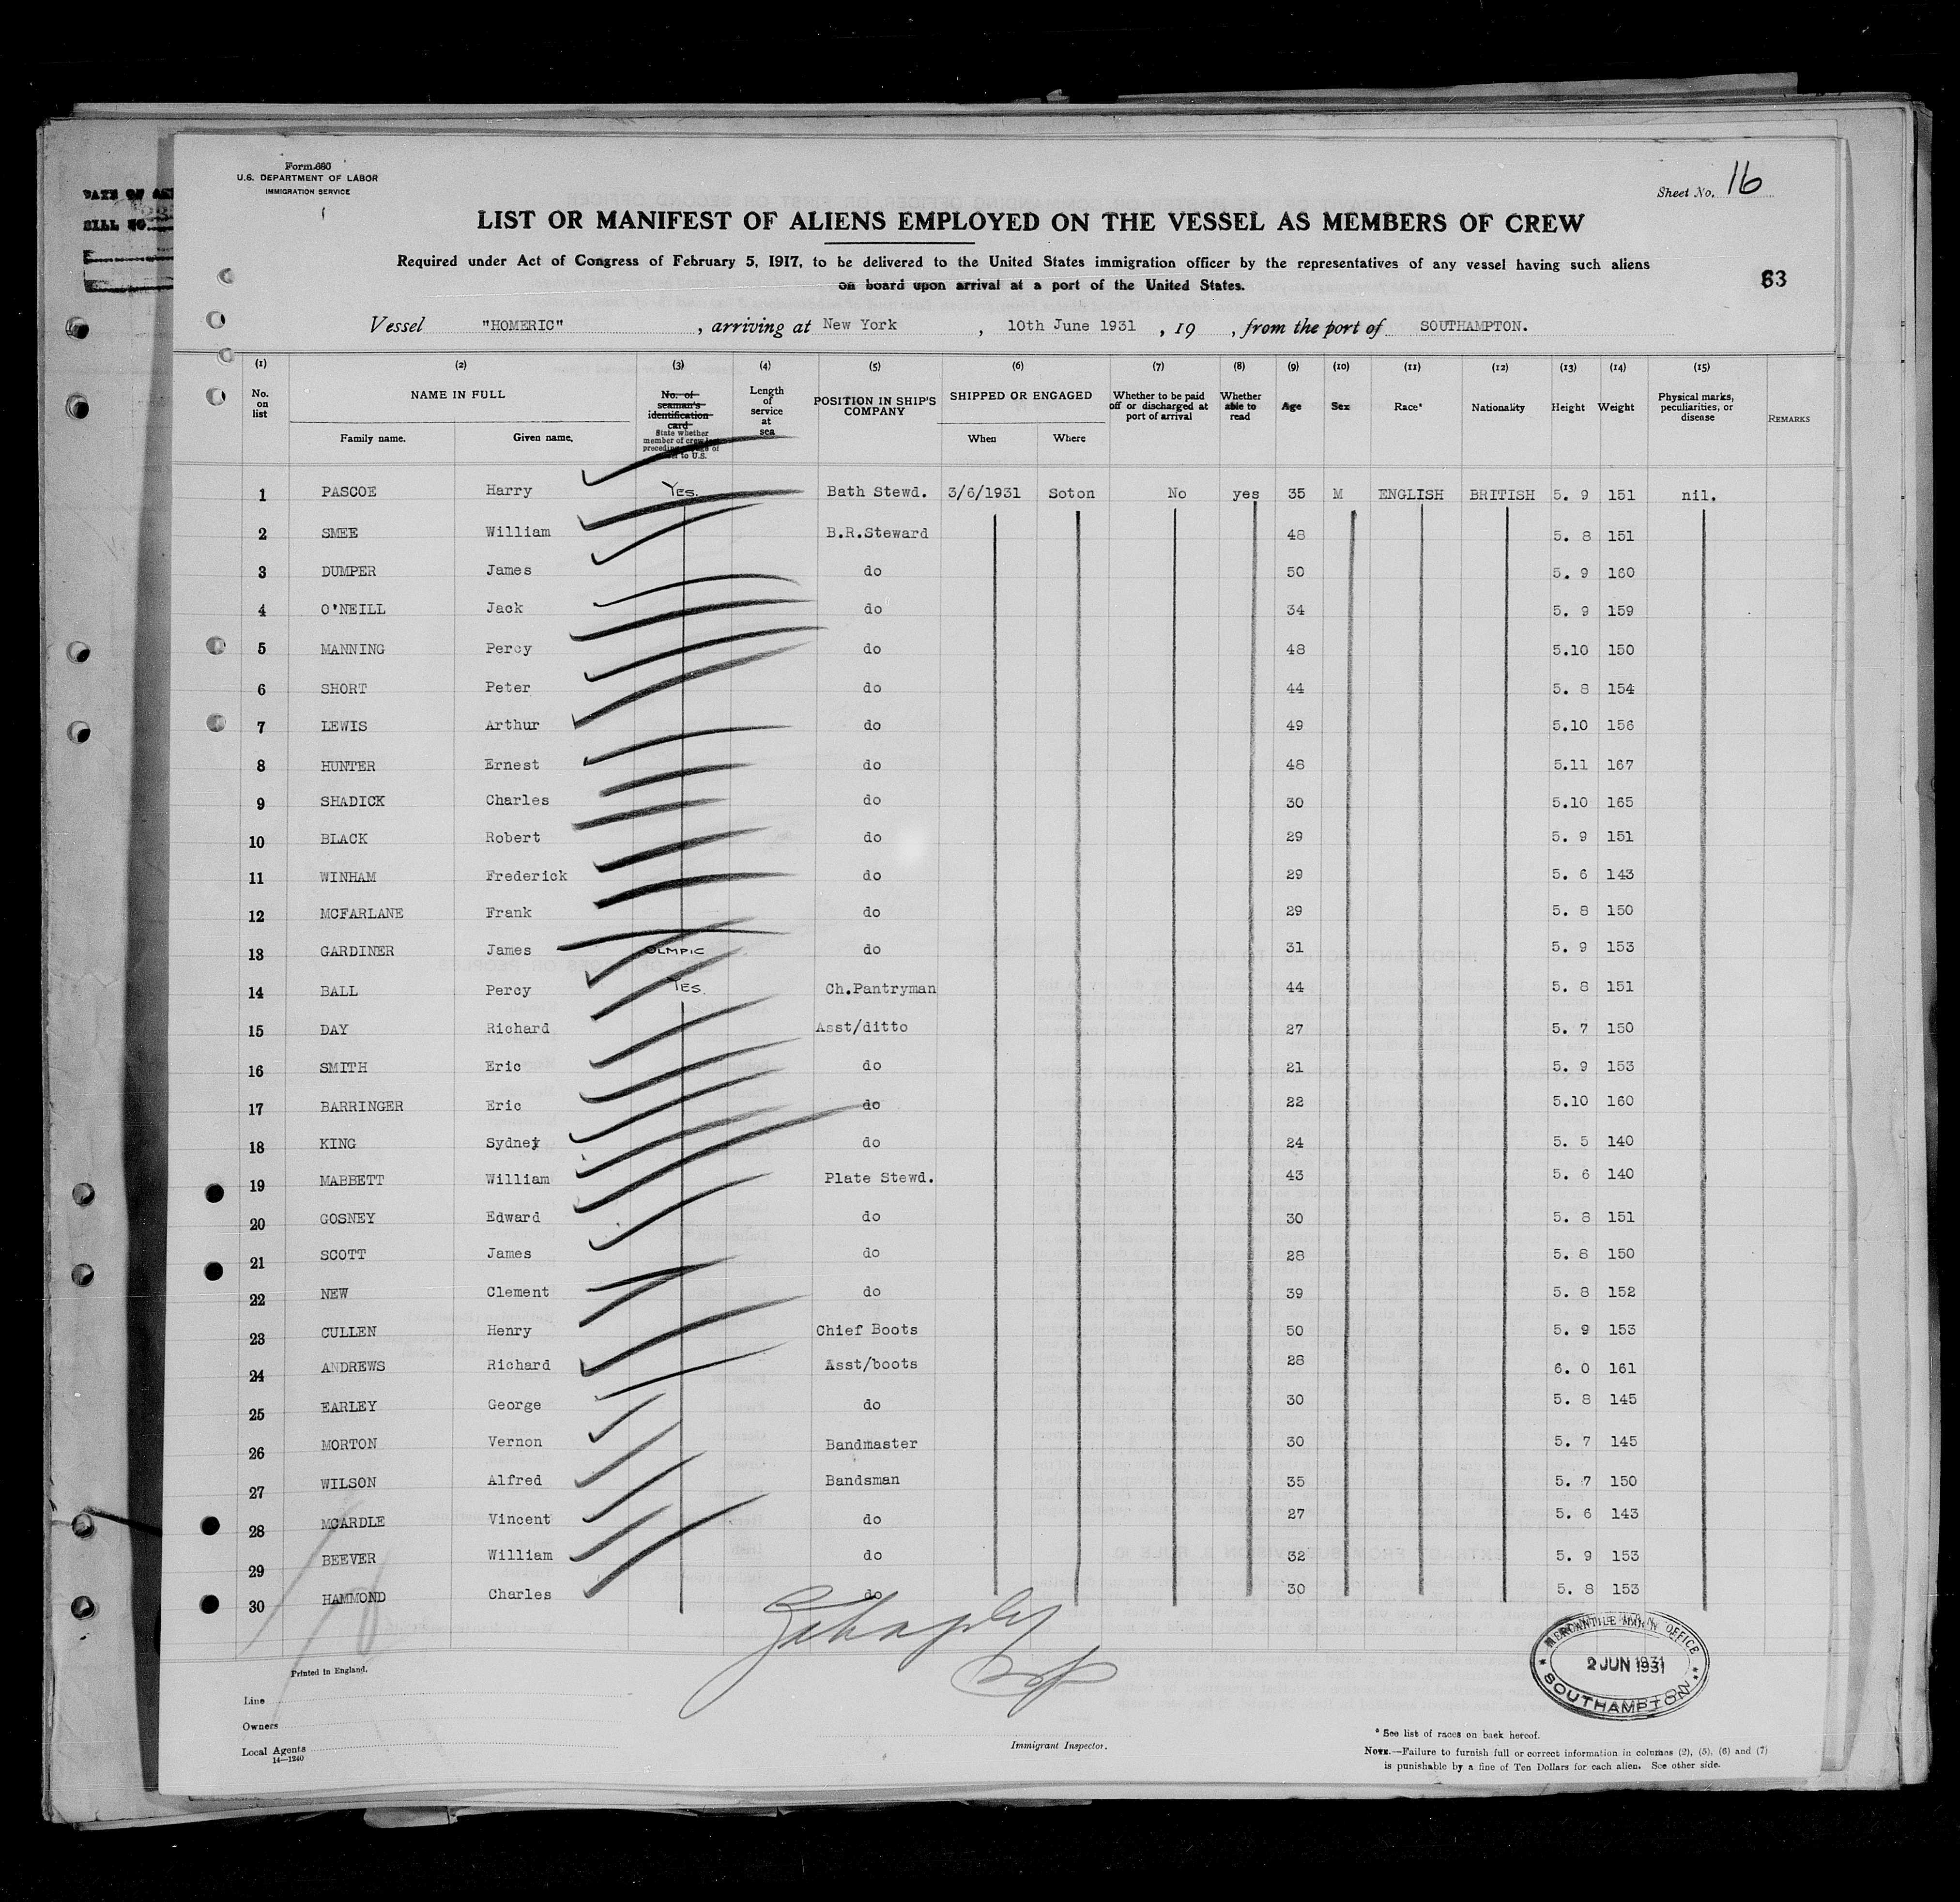 Form 680
U.S. DEPARTMENT OF LABOR
IMMIGRATION SERVICE
Sheet No. 16
LIST OR MANIFEST OF ALIENS EMPLOYED ON THE VESSEL AS MEMBERS OF CREW
Required under Act of Congress of February 5, 1917, to be delivered to the United States immigration officer by the representatives of any vessel having such aliens
on board upon arrival at a port of the United States.
63
Vessel "HOMERIC", arriving at New York, 10th June 1931, 19, from the port of SOUTHAMPTON.
(1) (2) (3) (4) (5) (6) (7) (8) (9) (10) (11) (12) (13) (14) (15)
No. on list NAME IN FULL No. of seaman's identification card Length of service at sea POSITION IN SHIP'S COMPANY SHIPPED OR ENGAGED Whether to be paid off or discharged at port of arrival Whether able to read Age Sex Race* Nationality Height Weight Physical marks, peculiarities, or disease REMARKS
Family name. Given name. State whether member of crew preceding to U.S. When Where
1 PASCOE Harry YES. Bath Stewd. 3/6/1931 Soton No yes 35 M ENGLISH BRITISH 5. 9 151 nil.
2 SMEE William B.R.Steward 48 5. 8 151
3 DUMPER James do 50 5. 9 160
4 O'NEILL Jack do 34 5. 9 159
5 MANNING Percy do 48 5.10 150
6 SHORT Peter do 44 5. 8 154
7 LEWIS Arthur do 49 5.10 156
8 HUNTER Ernest do 48 5.11 167
9 SHADICK Charles do 30 5.10 165
10 BLACK Robert do 29 5. 9 151
11 WINHAM Frederick do 29 5. 6 143
12 MCFARLANE Frank do 29 5. 8 150
13 GARDINER James OLMPIC do 31 5. 9 153
14 BALL Percy YES. Ch.Pantryman 44 5. 8 151
15 DAY Richard Asst/ditto 27 5. 7 150
16 SMITH Eric do 21 5. 9 153
17 BARRINGER Eric do 22 5.10 160
18 KING Sydney do 24 5. 5 140
19 MABBETT William Plate Stewd. 43 5. 6 140
20 GOSNEY Edward do 30 5. 8 151
21 SCOTT James do 28 5. 8 150
22 NEW Clement do 39 5. 8 152
23 CULLEN Henry Chief Boots 50 5. 9 153
24 ANDREWS Richard Asst/boots 28 6. 0 161
25 EARLEY George do 30 5. 8 145
26 MORTON Vernon Bandmaster 30 5. 7 145
27 WILSON Alfred Bandsman 35 5. 7 150
28 MCARDLE Vincent do 27 5. 6 143
29 BEEVER William do 32 5. 9 153
30 HAMMOND Charles do 30 5. 8 153
MERCANTILE MARINE OFFICE
2 JUN 1931
SOUTHAMPTON
Printed in England.
Line
Owners
Local Agents
14—1240
Immigrant Inspector.
* See list of races on back hereof.
NOTE.—Failure to furnish full or correct information in columns (2), (5), (6) and (7)
is punishable by a fine of Ten Dollars for each alien. See other side.